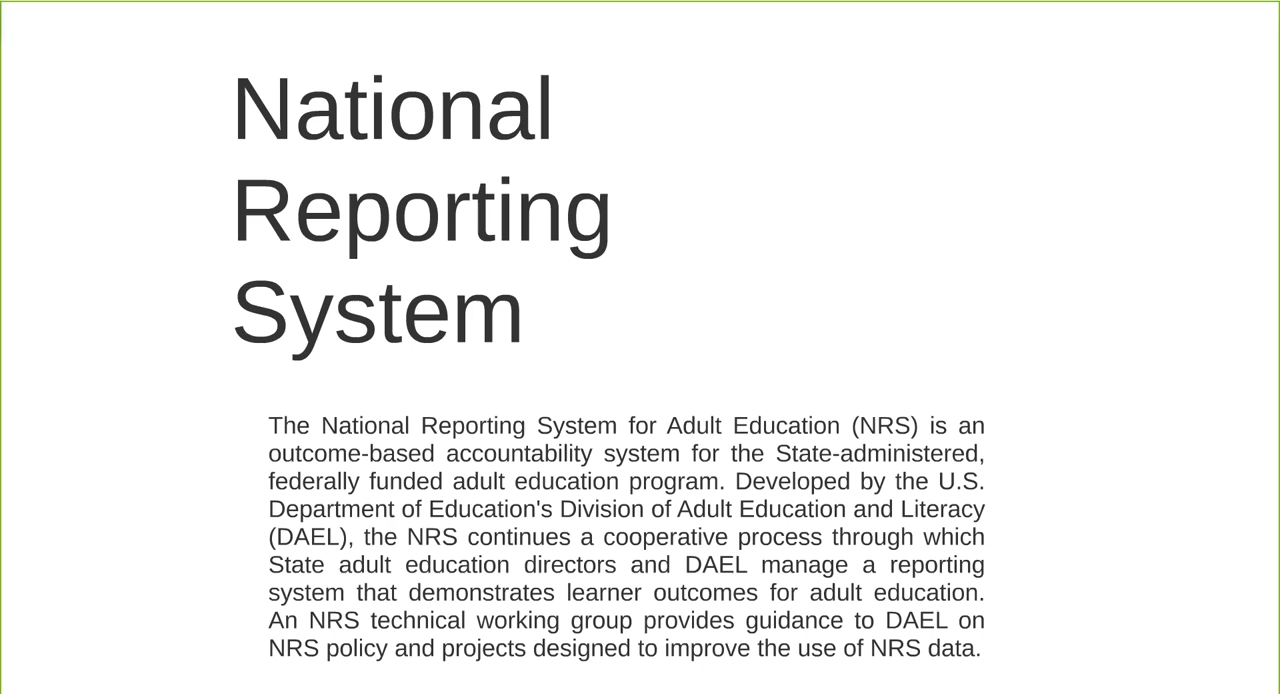 National
Reporting
System
The National Reporting System for Adult Education (NRS) is an
outcome-based accountability system for the State-administered,
federally funded adult education program. Developed by the U.S.
Department of Education's Division of Adult Education and Literacy
(DAEL), the NRS continues a cooperative process through which
State adult education directors and DAEL manage a reporting
system that demonstrates learner outcomes for adult education.
An NRS technical working group provides guidance to DAEL on
NRS policy and projects designed to improve the use of NRS data.